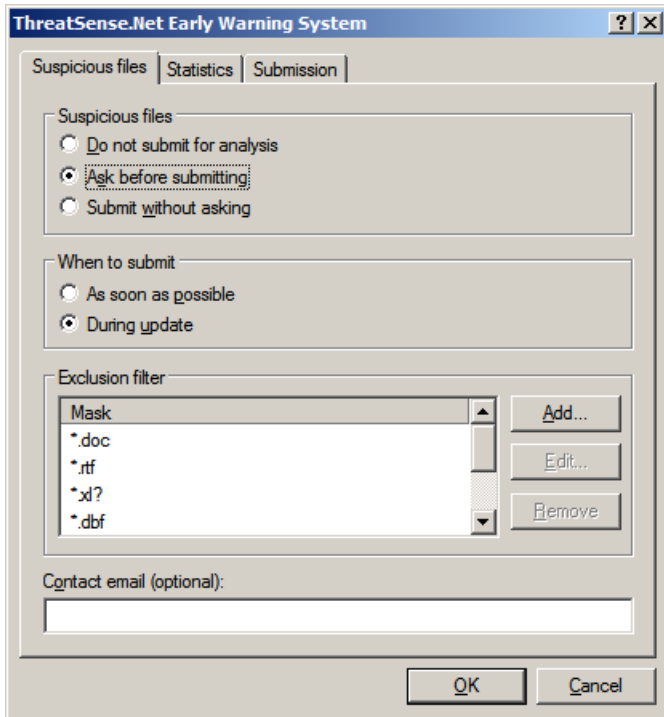 ThreatSense.Net Early Warning System
Suspicious files Statistics Submission
Suspicious files
Do not submit for analysis
Ask before submitting
Submit without asking
When to submit
As soon as possible
During update
Exclusion filter
Mask
*.doc
*.rtf
*.xl?
*.dbf
Add...
Edit...
Remove
Contact email (optional):
OK Cancel